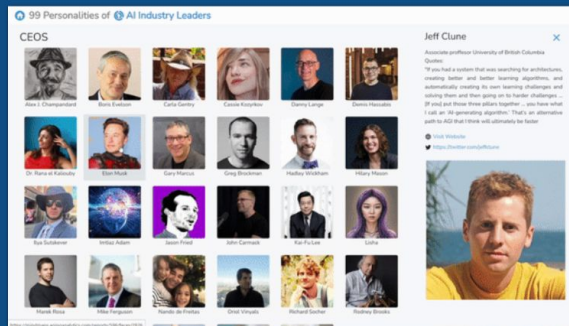 99 Personalities of AI Industry Leaders
CEOS
Alex J. Champandard
Boris Evelson
Carla Gentry
Cassie Kozyrkov
Danny Lange
Demis Hassabis
Dr. Rana el Kaliouby
Elon Musk
Gary Marcus
Greg Brockman
Hadley Wickham
Hilary Mason
Ilya Sutskever
Imtiaz Adam
Jason Fried
John Carmack
Kai-Fu Lee
Lisha
Marek Rosa
Mike Ferguson
Nando de Freitas
Oriol Vinyals
Richard Socher
Rodney Brooks
Jeff Clune
Associate professor University of British Columbia
Quotes:
"If you had a system that was searching for architectures,
creating better and better learning algorithms, and
automatically creating its own learning challenges and
solving them and then going on to harder challenges ...
[If you] put those three pillars together ... you have what
I call an 'AI-generating algorithm.' That's an alternative
path to AGI that I think will ultimately be faster
Visit Website
https://twitter.com/jeffclune